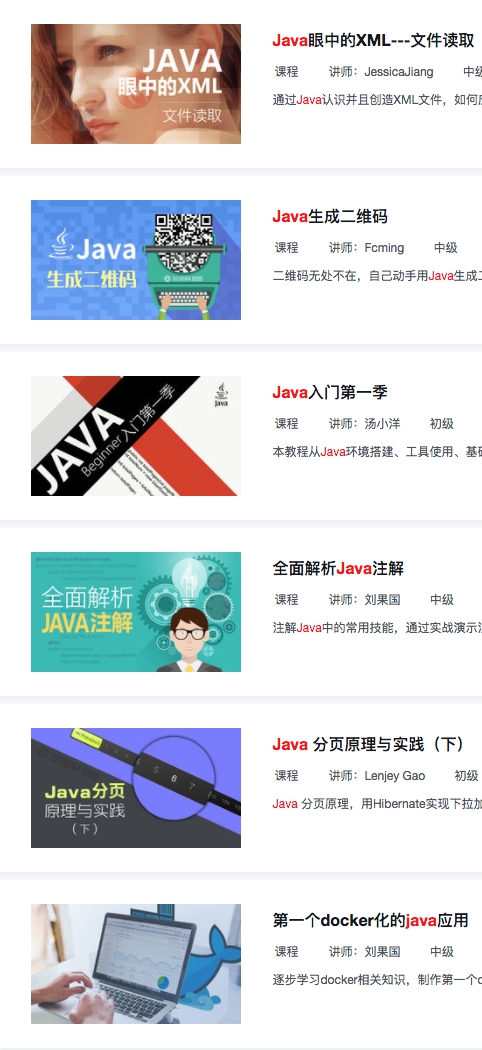 JAVA
眼中的XML
文件读取
Java眼中的XML---文件读取
课程 讲师：JessicaJiang 中级
通过Java认识并且创造XML文件，如何
Java
生成二维码
Java生成二维码
课程 讲师：Fcming 中级
二维码无处不在，自己动手用Java生成二
JAVA
Beginner 入门第一季
Java
Java入门第一季
课程 讲师：汤小洋 初级
本教程从Java环境搭建、工具使用、基础
全面解析
JAVA注解
全面解析Java注解
课程 讲师：刘果国 中级
注解Java中的常用技能，通过实战演示
5 6 7
Java分页
原理与实践
（下）
Java 分页原理与实践（下）
课程 讲师：Lenjey Gao 初级
Java 分页原理，用Hibernate实现下拉加
第一个docker化的java应用
课程 讲师：刘果国 中级
逐步学习docker相关知识，制作第一个